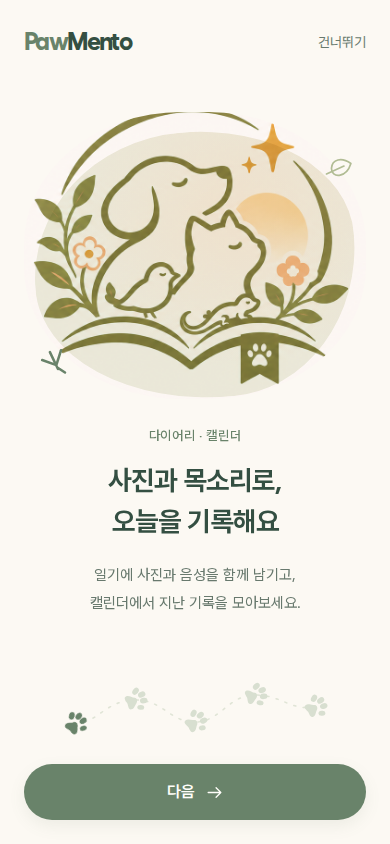 PawMento
건너뛰기
다이어리 · 캘린더
사진과 목소리로,
오늘을 기록해요
일기에 사진과 음성을 함께 남기고,
캘린더에서 지난 기록을 모아보세요.
다음 →